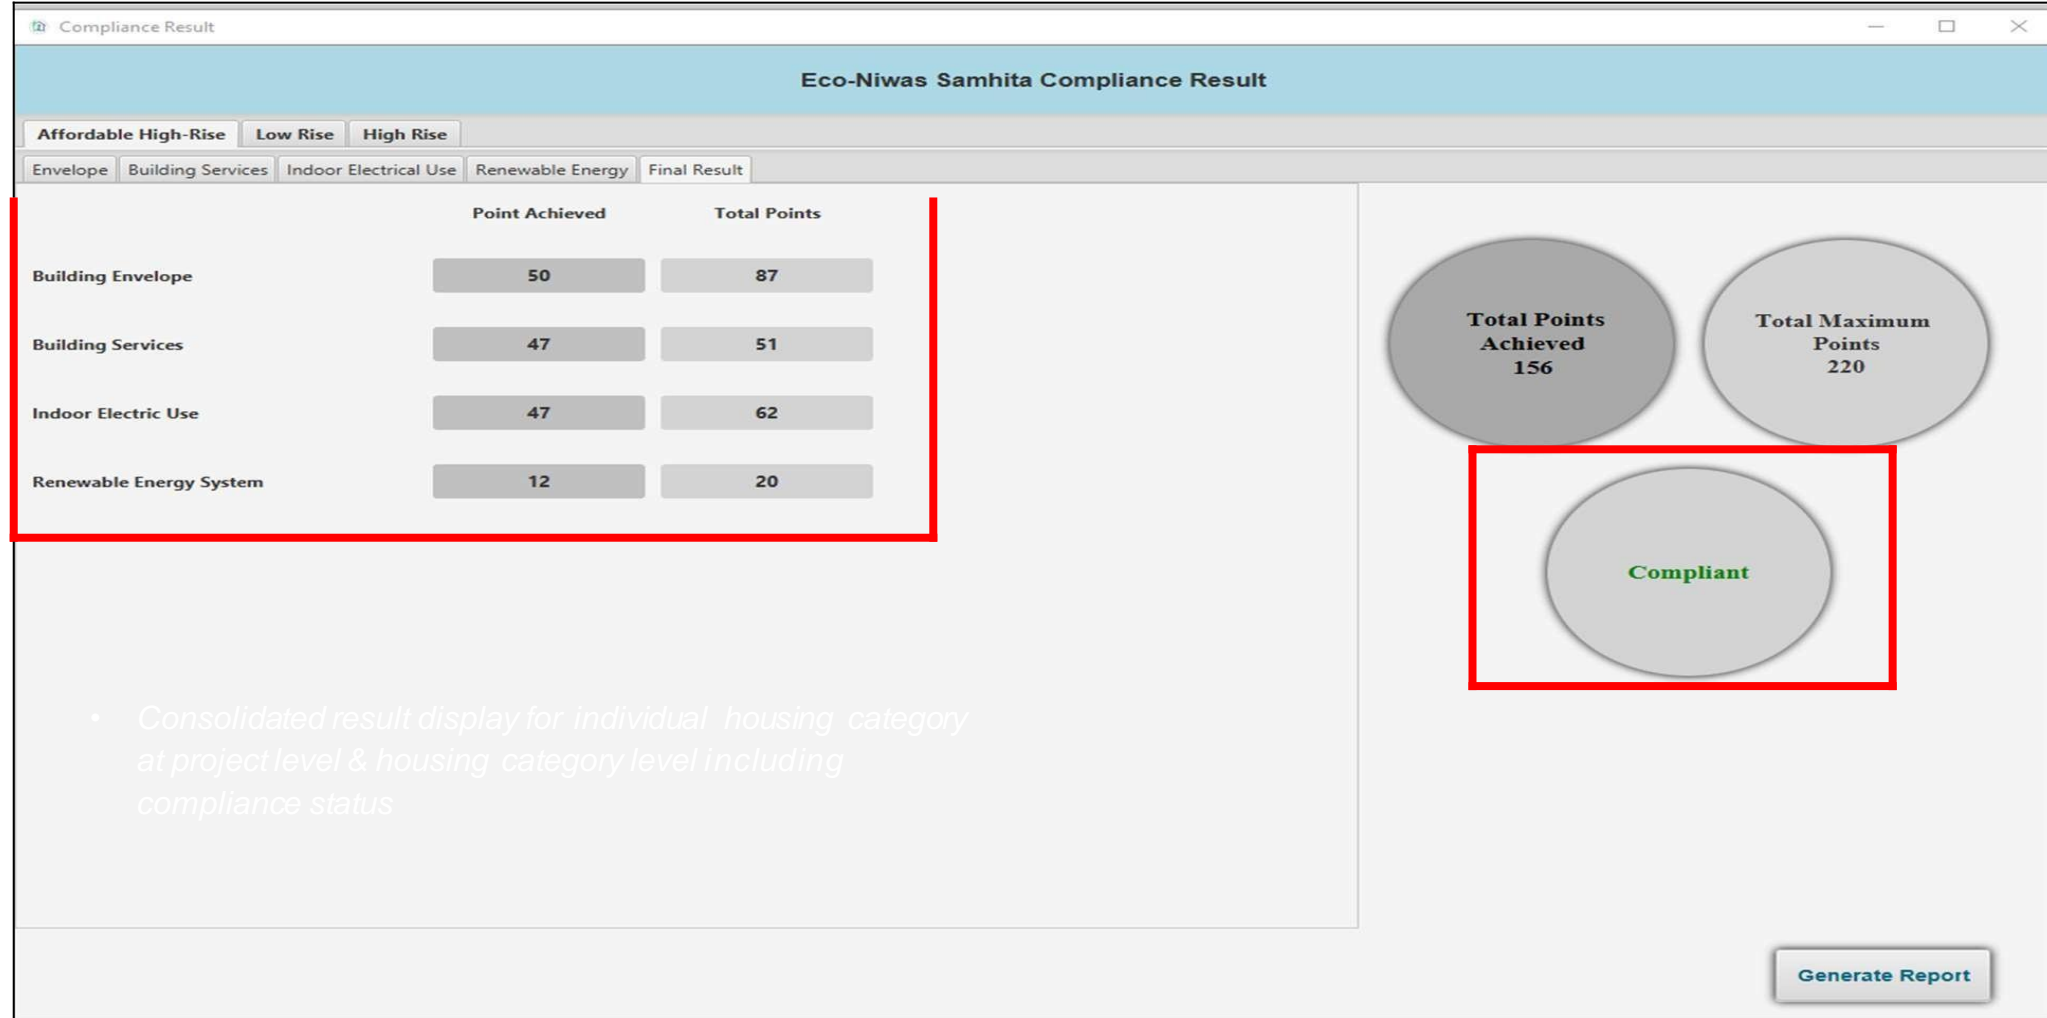 Compliance Result
Eco-Niwas Samhita Compliance Result
Affordable High-Rise Low Rise High Rise
Envelope Building Services Indoor Electrical Use Renewable Energy Final Result
Point Achieved Total Points
Building Envelope 50 87
Building Services 47 51
Indoor Electric Use 47 62
Renewable Energy System 12 20
Total Points
Achieved
156
Total Maximum
Points
220
Compliant
• Consolidated result display for individual housing category
at project level & housing category level including
compliance status
Generate Report